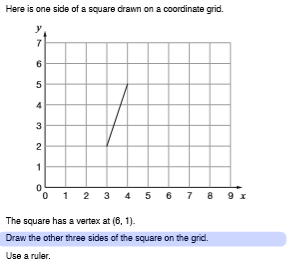 Here is one side of a square drawn on a coordinate grid.
y
7
6
5
4
3
2
1
0
0 1 2 3 4 5 6 7 8 9 x
The square has a vertex at (6, 1).
Draw the other three sides of the square on the grid.
Use a ruler.